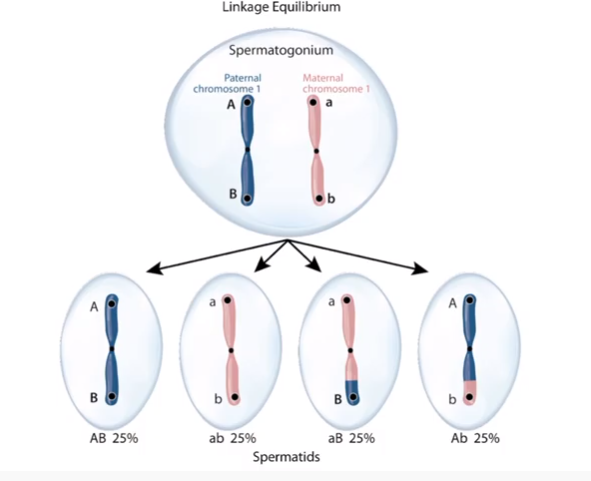 Linkage Equilibrium
Spermatogonium
Paternal
chromosome 1
Maternal
chromosome 1
A
a
B
b
A
a
a
A
B
b
B
b
AB 25%
ab 25%
aB 25%
Ab 25%
Spermatids